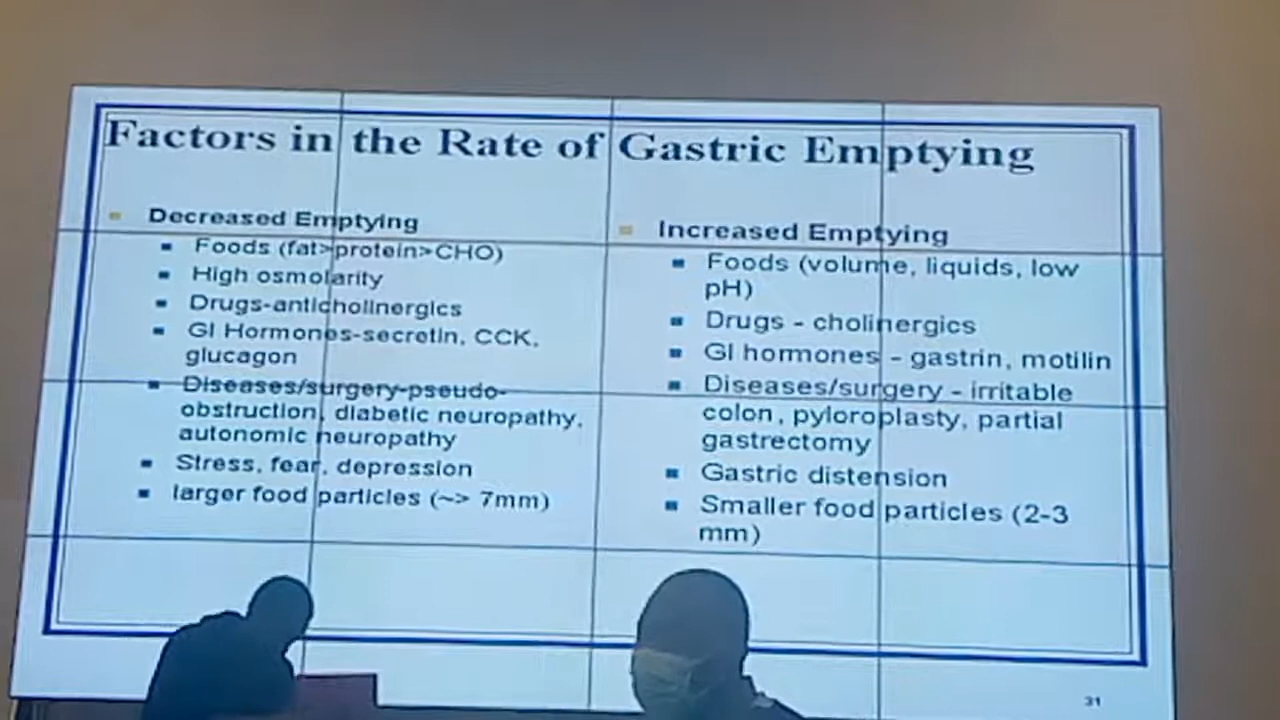 Factors in the Rate of Gastric Emptying
Decreased Emptying
Foods (fat>protein>CHO)
High osmolarity
Drugs-anticholinergics
GI Hormones-secretin, CCK,
glucagon
Diseases/surgery-pseudo-
obstruction, diabetic neuropathy,
autonomic neuropathy
Stress, fear, depression
larger food particles (~> 7mm)
Increased Emptying
Foods (volume, liquids, low
pH)
Drugs - cholinergics
GI hormones - gastrin, motilin
Diseases/surgery - irritable
colon, pyloroplasty, partial
gastrectomy
Gastric distension
Smaller food particles (2-3
mm)
31